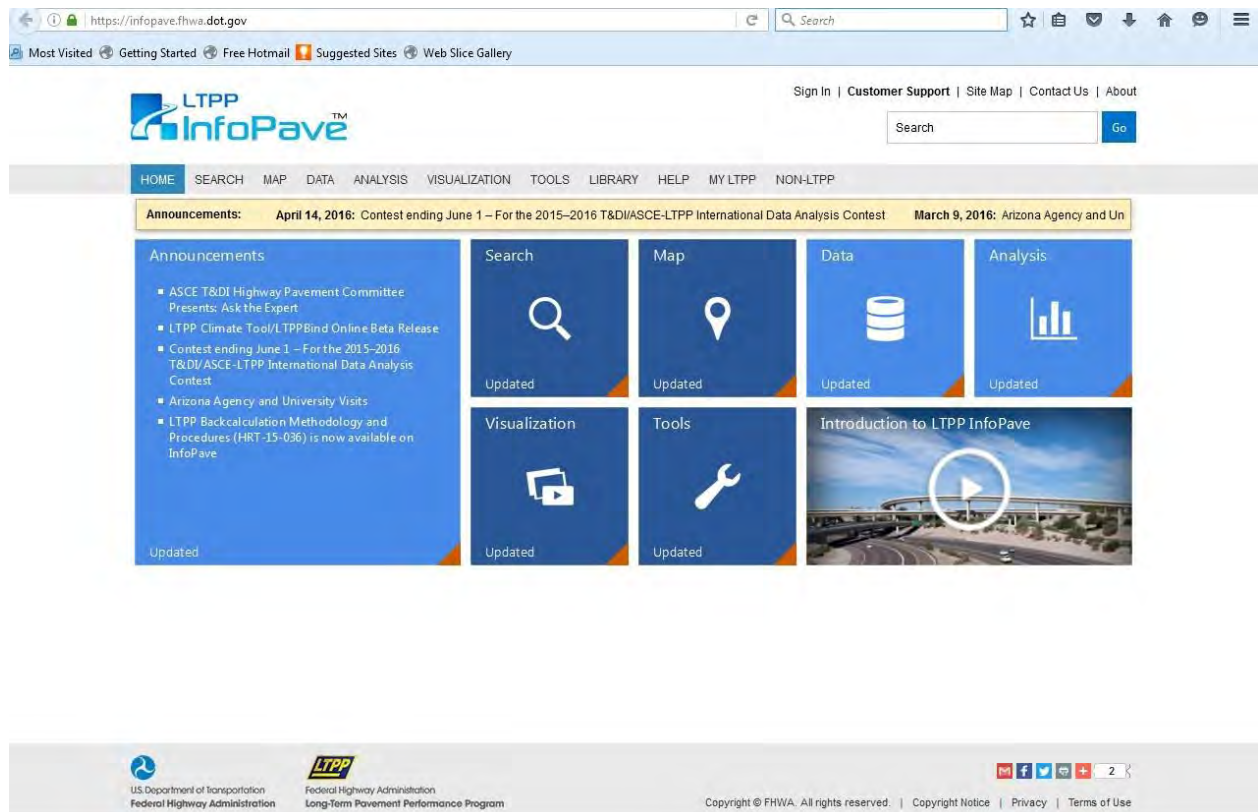 https://infopave.fhwa.dot.gov
Search
Most Visited Getting Started Free Hotmail Suggested Sites Web Slice Gallery
LTPP
InfoPave™
Sign In | Customer Support | Site Map | Contact Us | About
Search Go
HOME SEARCH MAP DATA ANALYSIS VISUALIZATION TOOLS LIBRARY HELP MY LTPP NON-LTPP
Announcements: April 14, 2016: Contest ending June 1 – For the 2015–2016 T&DI/ASCE-LTPP International Data Analysis Contest March 9, 2016: Arizona Agency and Un
Announcements
ASCE T&DI Highway Pavement Committee
Presents: Ask the Expert
LTPP Climate Tool/LTPPBind Online Beta Release
Contest ending June 1 – For the 2015–2016
T&DI/ASCE-LTPP International Data Analysis
Contest
Arizona Agency and University Visits
LTPP Backcalculation Methodology and
Procedures (HRT-15-036) is now available on
InfoPave
Updated
Search
Updated
Map
Updated
Data
Updated
Analysis
Updated
Visualization
Updated
Tools
Updated
Introduction to LTPP InfoPave
U.S. Department of Transportation
Federal Highway Administration
LTPP
Federal Highway Administration
Long-Term Pavement Performance Program
2
Copyright © FHWA. All rights reserved. | Copyright Notice | Privacy | Terms of Use